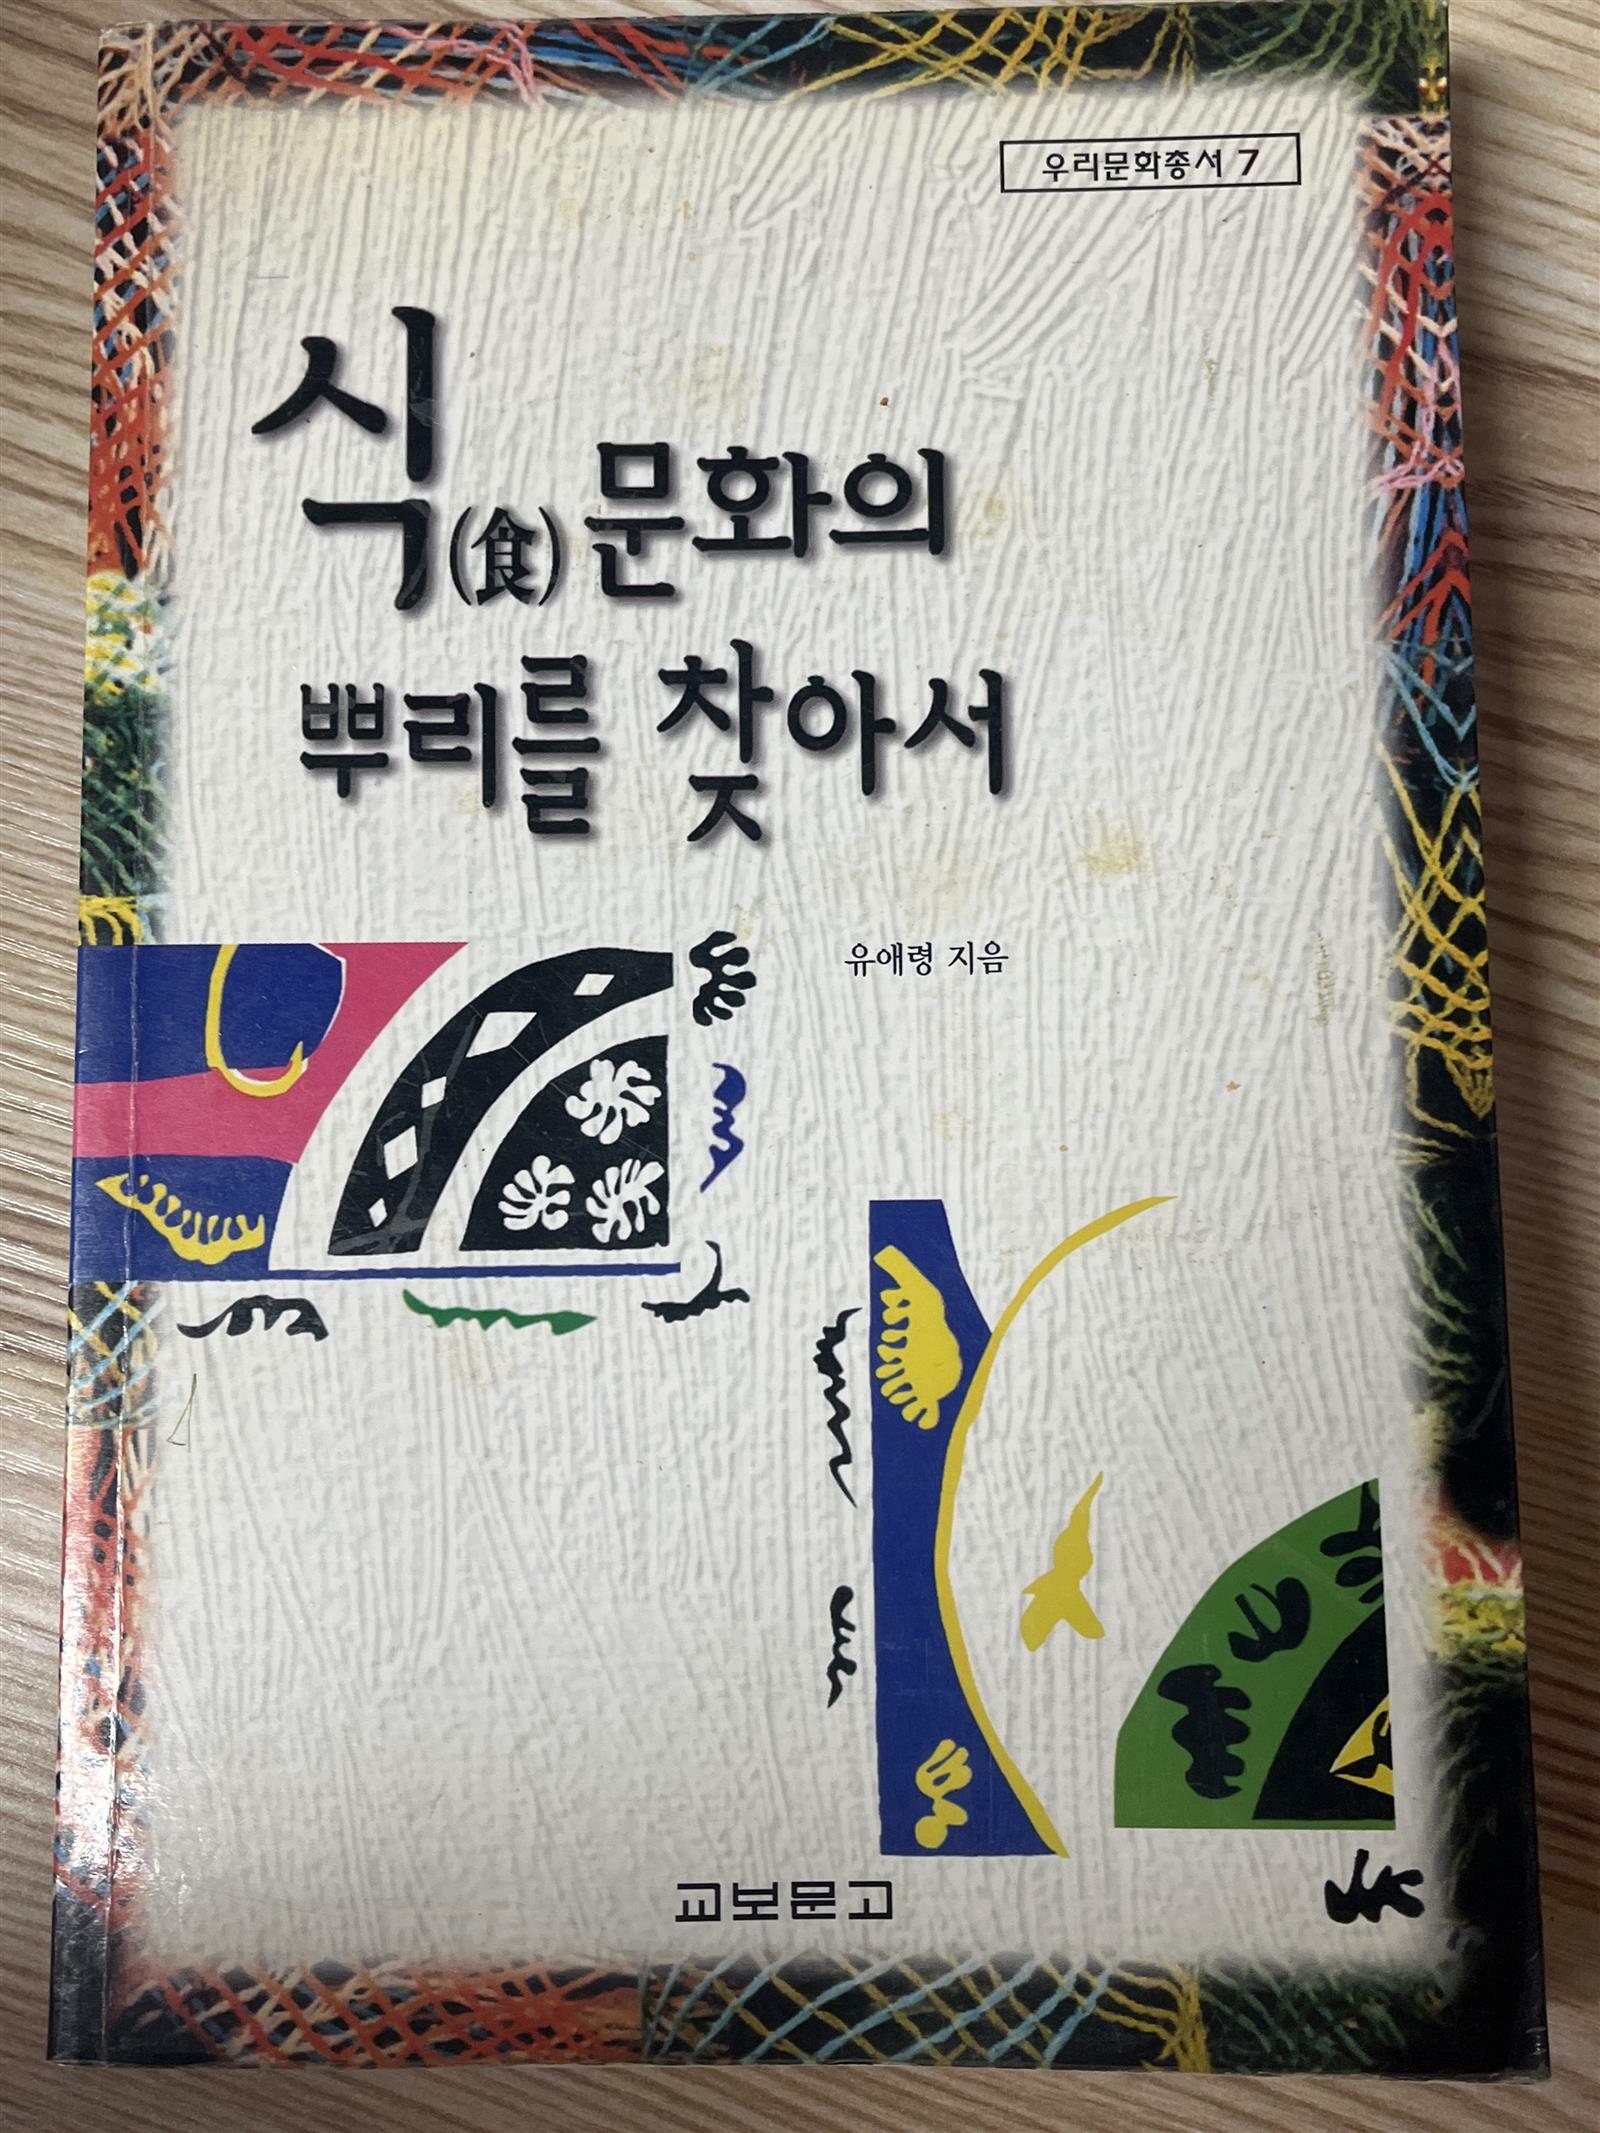 우리문화총서 7
식(食)문화의
뿌리를 찾아서
유애령 지음
교보문고